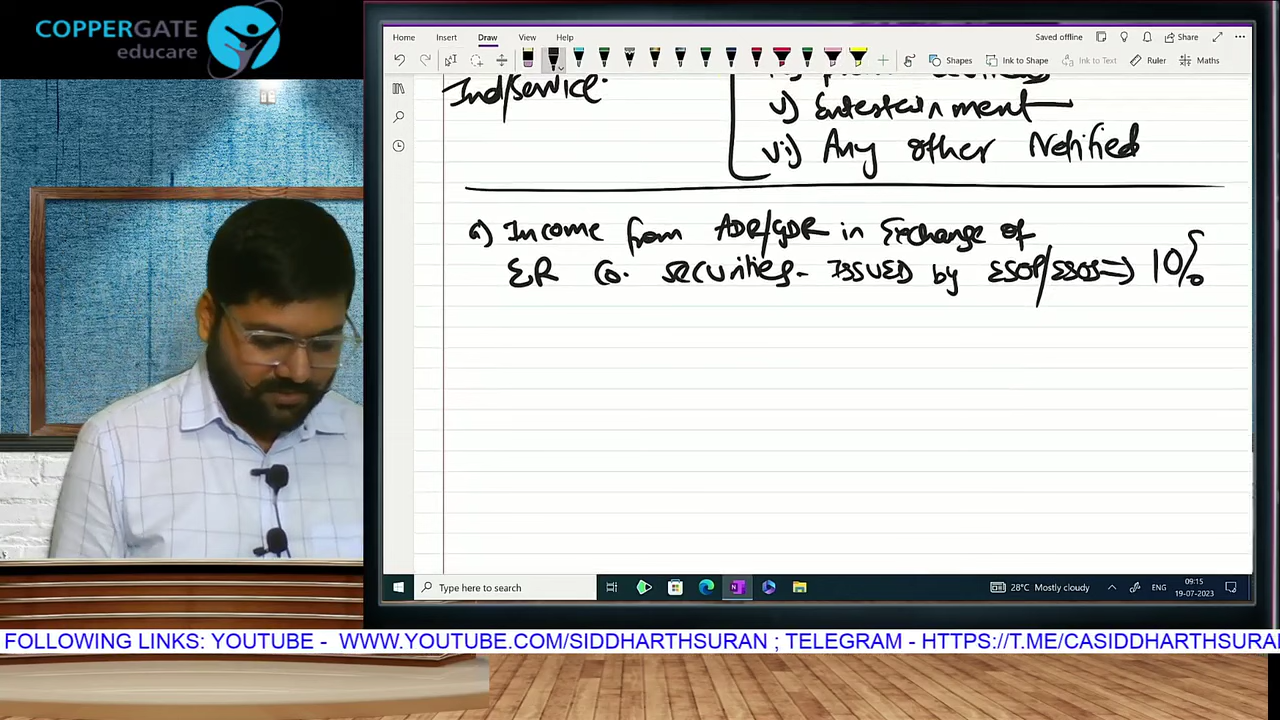 COPPERGATE
educare
Home Insert Draw View Help
Saved offline
Share
Shapes
Ink to Shape
Ink to Text
Ruler
Maths
Ind/Service.
v) Entertainment
vi) Any other Notified
a) Income from ADR/GDR in Exchange of
ER Co. securities - ISSUED by ESOP/ESOS => 10%
Type here to search
28°C Mostly cloudy
ENG
09:15
19-07-2023
FOLLOWING LINKS: YOUTUBE - WWW.YOUTUBE.COM/SIDDHARTHSURAN ; TELEGRAM - HTTPS://T.ME/CASIDDHARTHSURAN